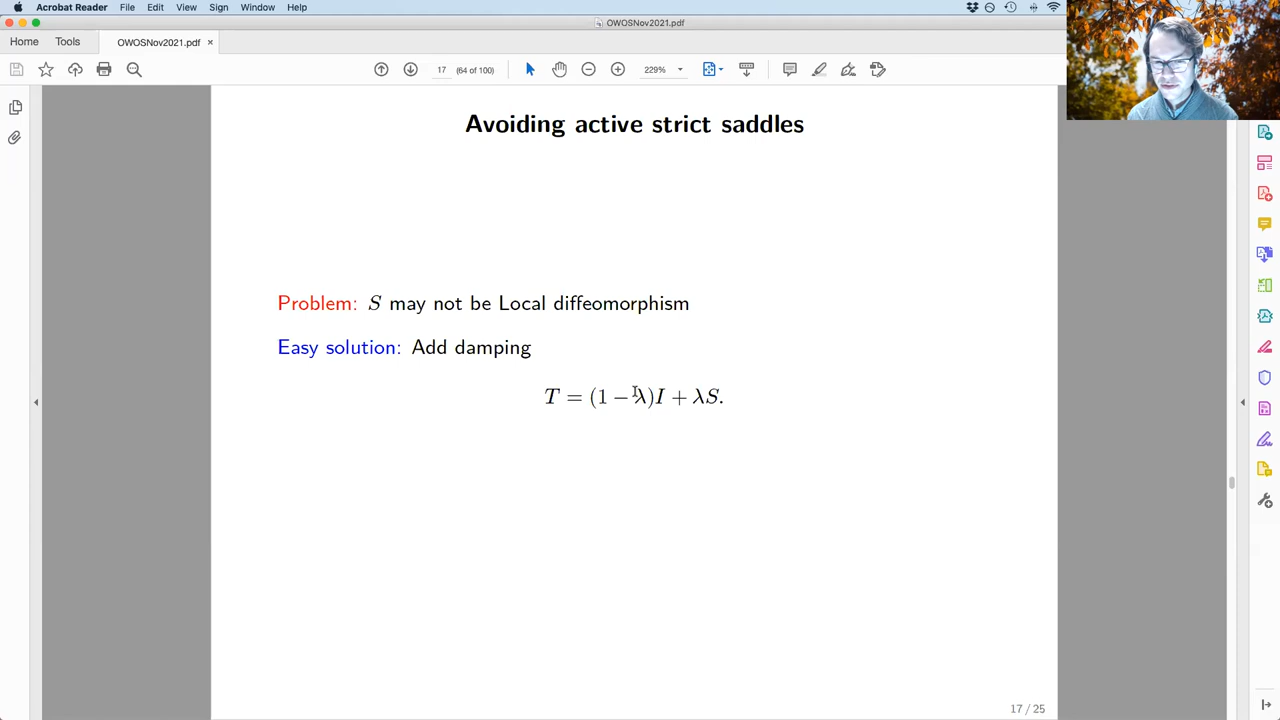 Acrobat Reader File Edit View Window Help
OWOSNov2021.pdf
Home Tools OWOSNov2021.pdf ×
17 (64 of 100) 229%
Avoiding active strict saddles
Problem: S may not be Local diffeomorphism
Easy solution: Add damping
T = (1 − λ)I + λS.
17 / 25